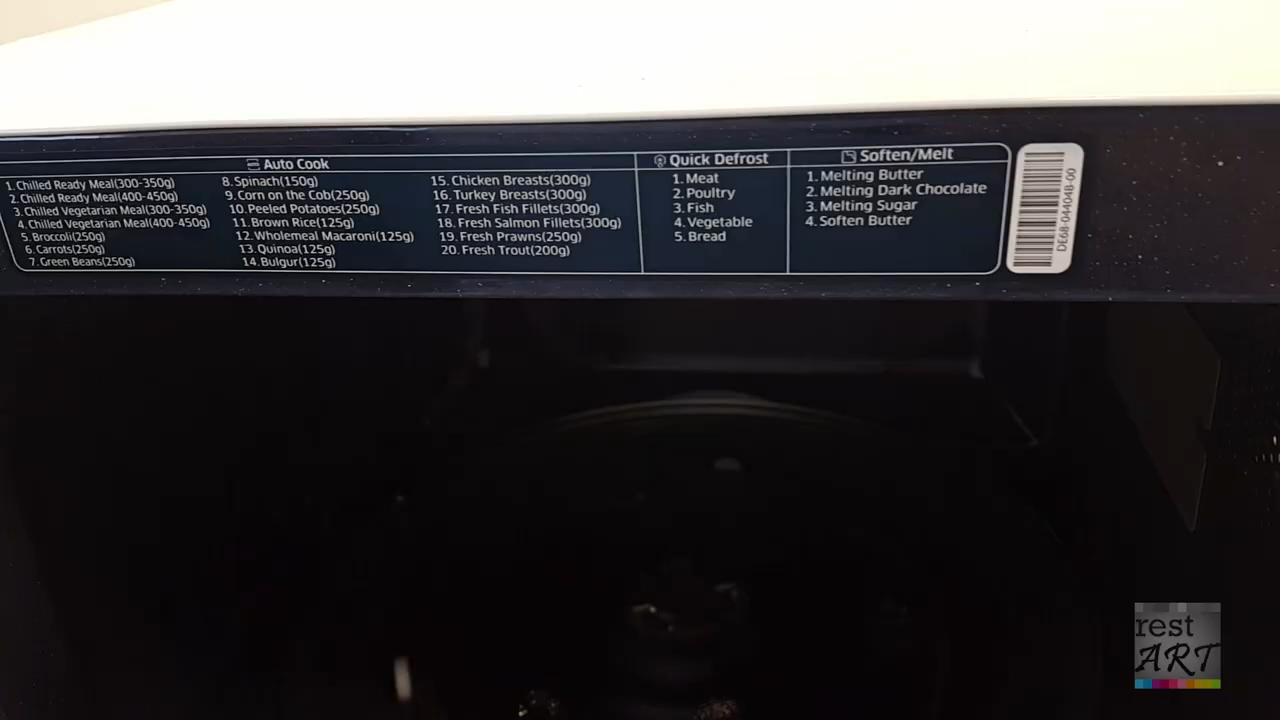 Auto Cook
1. Chilled Ready Meal(300-350g)
2. Chilled Ready Meal(400-450g)
3. Chilled Vegetarian Meal(300-350g)
4. Chilled Vegetarian Meal(400-450g)
5. Broccoli(250g)
6. Carrots(250g)
7. Green Beans(250g)
8. Spinach(150g)
9. Corn on the Cob(250g)
10. Peeled Potatoes(250g)
11. Brown Rice(125g)
12. Wholemeal Macaroni(125g)
13. Quinoa(125g)
14. Bulgur(125g)
15. Chicken Breasts(300g)
16. Turkey Breasts(300g)
17. Fresh Fish Fillets(300g)
18. Fresh Salmon Fillets(300g)
19. Fresh Prawns(250g)
20. Fresh Trout(200g)
Quick Defrost
1. Meat
2. Poultry
3. Fish
4. Vegetable
5. Bread
Soften/Melt
1. Melting Butter
2. Melting Dark Chocolate
3. Melting Sugar
4. Soften Butter
DE68-04404B-00
rest
ART